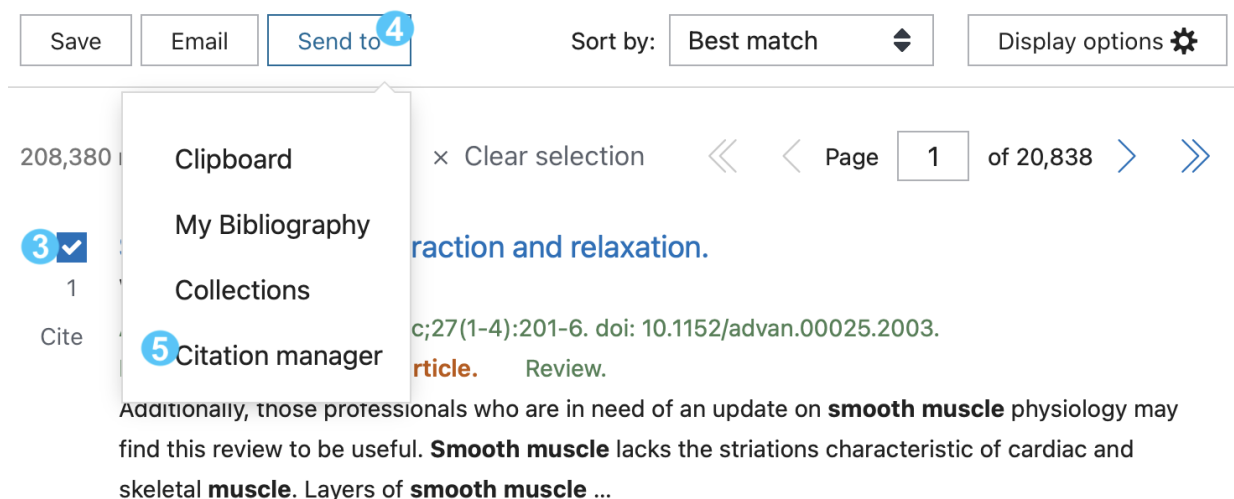 Save Email Send to 4 Sort by: Best match Display options
208,380 × Clear selection Page 1 of 20,838
Clipboard
My Bibliography
3 raction and relaxation.
1 Collections
Cite c;27(1-4):201-6. doi: 10.1152/advan.00025.2003.
5 Citation manager
rticle. Review.
Additionally, those professionals who are in need of an update on smooth muscle physiology may
find this review to be useful. Smooth muscle lacks the striations characteristic of cardiac and
skeletal muscle. Layers of smooth muscle ...